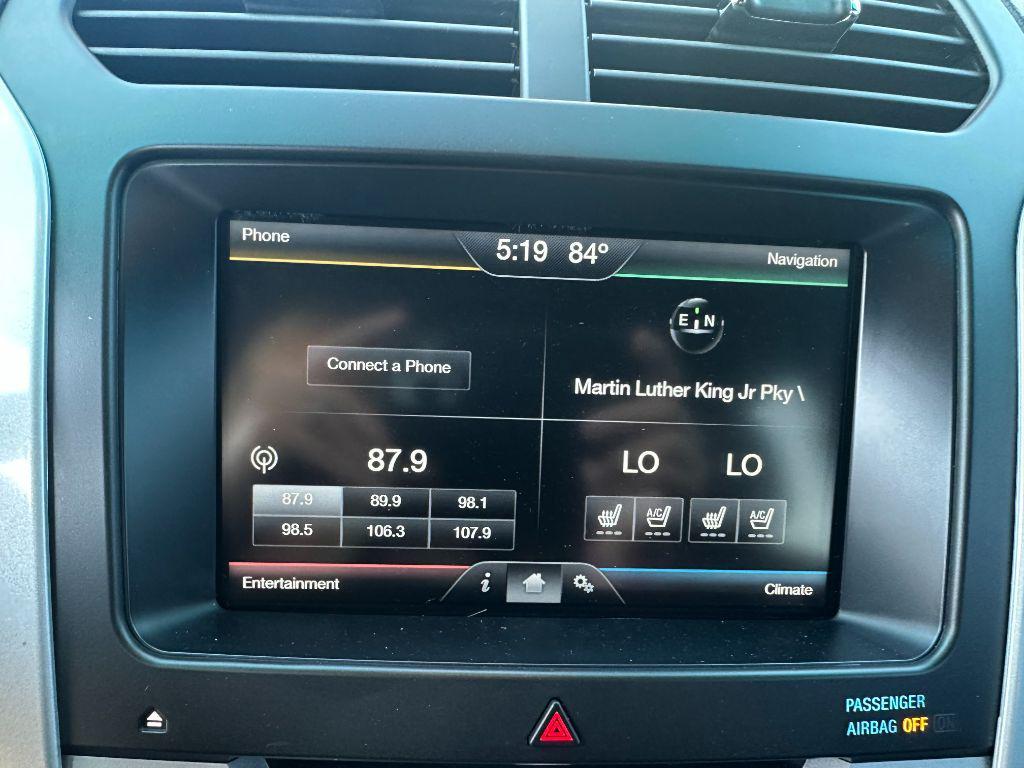 Phone
5:19 84°
Navigation
E N
Connect a Phone
Martin Luther King Jr Pky \
87.9
87.9 89.9 98.1
98.5 106.3 107.9
LO LO
A/C A/C
Entertainment
i
Climate
PASSENGER
AIRBAG OFF ON